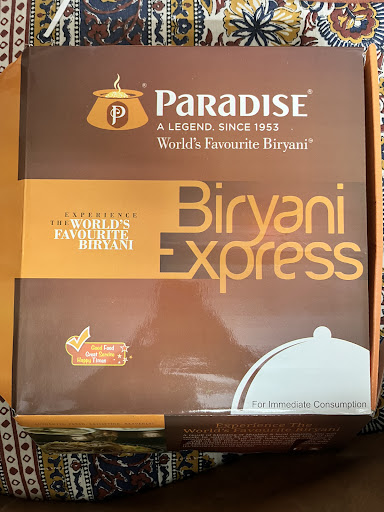 P
PARADISE®
A LEGEND. SINCE 1953
World's Favourite Biryani®
EXPERIENCE
THE WORLD'S
FAVOURITE
BIRYANI
Biryani
Express
Good Food
Great Service
Happy Times
For Immediate Consumption
Experience The
World's Favourite Biryani